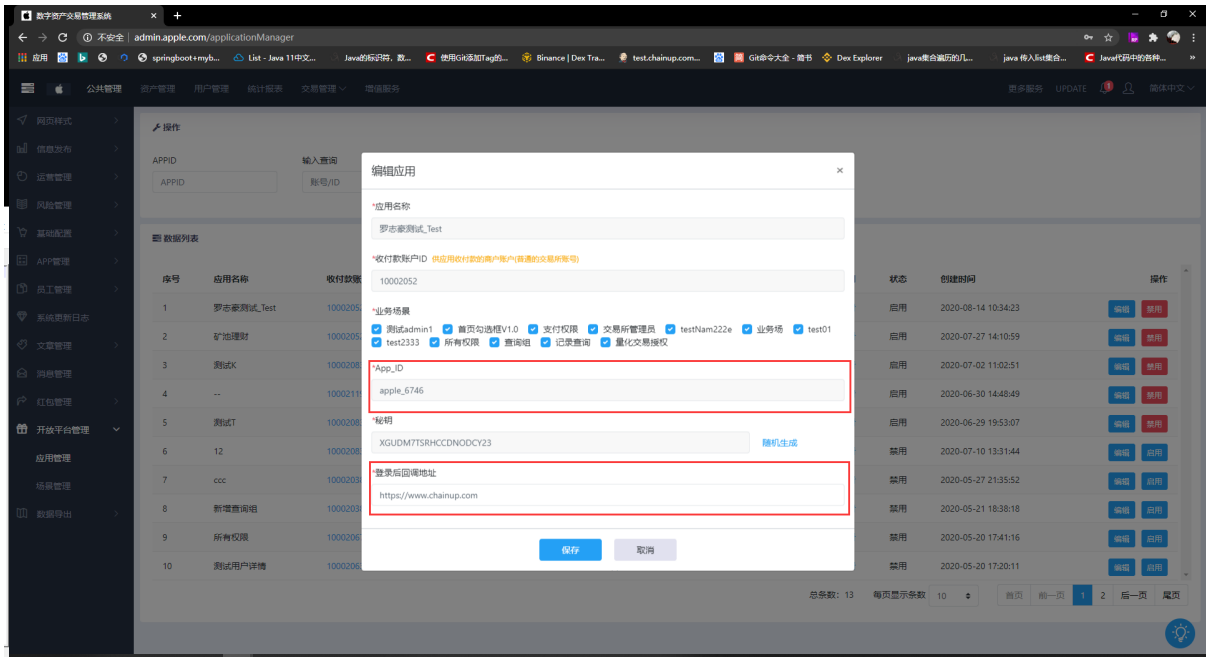 数字资产交易管理系统
不安全 | admin.apple.com/applicationManager
应用 springboot+myb... List - Java 11中文... Java的标识符, 数... 使用Git添加Tag的... Binance | Dex Tra... test.chainup.com... Git命令大全 - 简书 Dex Explorer java集合遍历的几... java 传入list集合... Java代码中的各种...
公共管理 资产管理 用户管理 统计报表 交易管理 增值服务 更多服务 UPDATE 简体中文
网页样式
信息发布
运营管理
风险管理
基础配置
APP管理
员工管理
系统更新日志
文章管理
消息管理
红包管理
开放平台管理
应用管理
场景管理
数据导出
操作
APPID 输入查询
APPID 账号/ID
数据列表
序号 应用名称 收付款账 状态 创建时间 操作
1 罗志豪测试_Test 1000205 启用 2020-08-14 10:34:23 编辑 禁用
2 矿池理财 1000205 启用 2020-07-27 14:10:59 编辑 禁用
3 测试K 1000208 启用 2020-07-02 11:02:51 编辑 禁用
4 -- 1000211 启用 2020-06-30 14:48:49 编辑 禁用
5 测试T 1000208 启用 2020-06-29 19:53:07 编辑 禁用
6 12 1000208 禁用 2020-07-10 13:31:44 编辑 启用
7 ccc 1000203 禁用 2020-05-27 21:35:52 编辑 启用
8 新增查询组 1000203 禁用 2020-05-21 18:38:18 编辑 启用
9 所有权限 1000206 禁用 2020-05-20 17:41:16 编辑 启用
10 测试用户详情 1000206 禁用 2020-05-20 17:20:11 编辑 启用
总条数: 13 每页显示条数 10 首页 前一页 1 2 后一页 尾页
编辑应用 ×
*应用名称
罗志豪测试_Test
*收付款账户ID 供应用收付款的商户账户(普通的交易所账号)
10002052
*业务场景
测试admin1 首页勾选框V1.0 支付权限 交易所管理员 testNam222e 业务场 test01
test2333 所有权限 查询组 记录查询 量化交易授权
*App_ID
apple_6746
*秘钥
XGUDM7TSRHCCDNODCY23 随机生成
*登录后回调地址
https://www.chainup.com
保存 取消